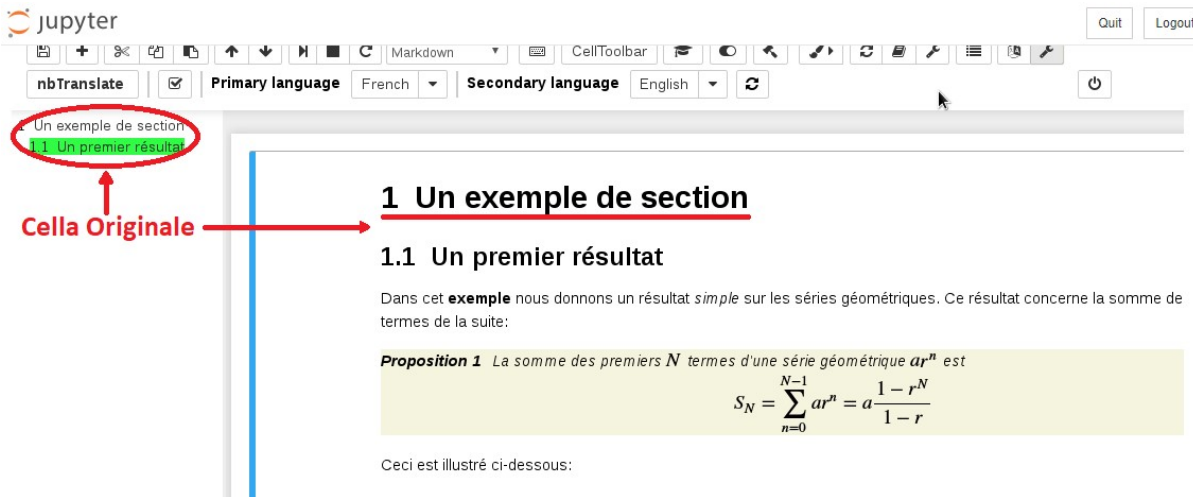 jupyter
Quit Logout
Markdown CellToolbar
nbTranslate Primary language French Secondary language English
1 Un exemple de section
1.1 Un premier résultat
Cella Originale
1 Un exemple de section
1.1 Un premier résultat
Dans cet exemple nous donnons un résultat simple sur les séries géométriques. Ce résultat concerne la somme de
termes de la suite:
Proposition 1 La somme des premiers N termes d'une série géométrique arⁿ est
S_N = ∑_{n=0}^{N−1} arⁿ = a (1 − r^N)/(1 − r)
Ceci est illustré ci-dessous: